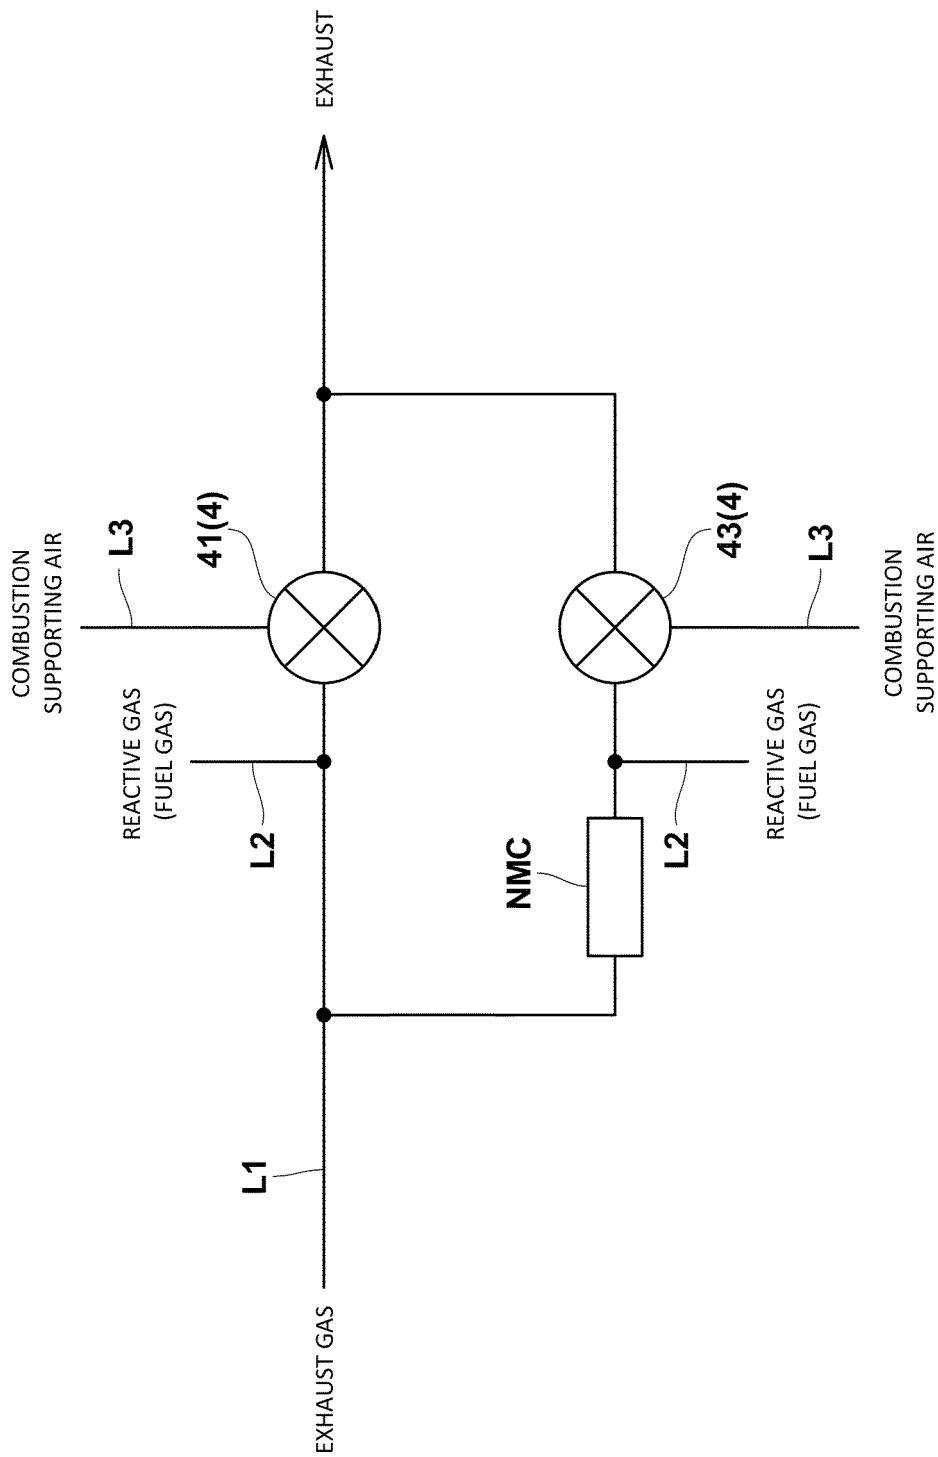 COMBUSTION
SUPPORTING AIR
L3
REACTIVE GAS
(FUEL GAS)
L2
41(4)
L1
EXHAUST GAS
EXHAUST
NMC
43(4)
L2
REACTIVE GAS
(FUEL GAS)
L3
COMBUSTION
SUPPORTING AIR